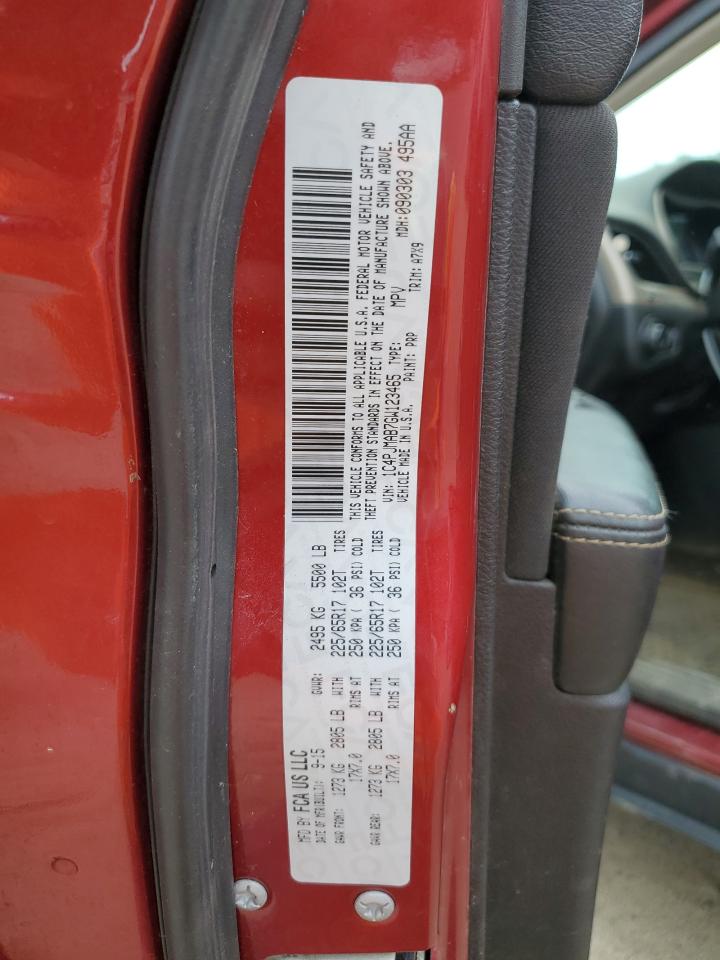 MFD BY FCA US LLC
DATE OF MFR(BUILT): 9-15 GVWR: 2495 KG 5500 LB
GAWR FRONT: 1273 KG 2805 LB WITH 225/65R17 102T TIRES
17X7.0 RIMS AT 250 KPA ( 36 PSI) COLD
GAWR REAR: 1273 KG 2805 LB WITH 225/65R17 102T TIRES
17X7.0 RIMS AT 250 KPA ( 36 PSI) COLD
THIS VEHICLE CONFORMS TO ALL APPLICABLE U.S.A. FEDERAL MOTOR VEHICLE SAFETY AND
THEFT PREVENTION STANDARDS IN EFFECT ON THE DATE OF MANUFACTURE SHOWN ABOVE.
VIN: 1C4PJMAB7GW123465 TYPE: MPV MDH:090303 495AA
VEHICLE MADE IN U.S.A. PAINT: PRP TRIM: A7X9